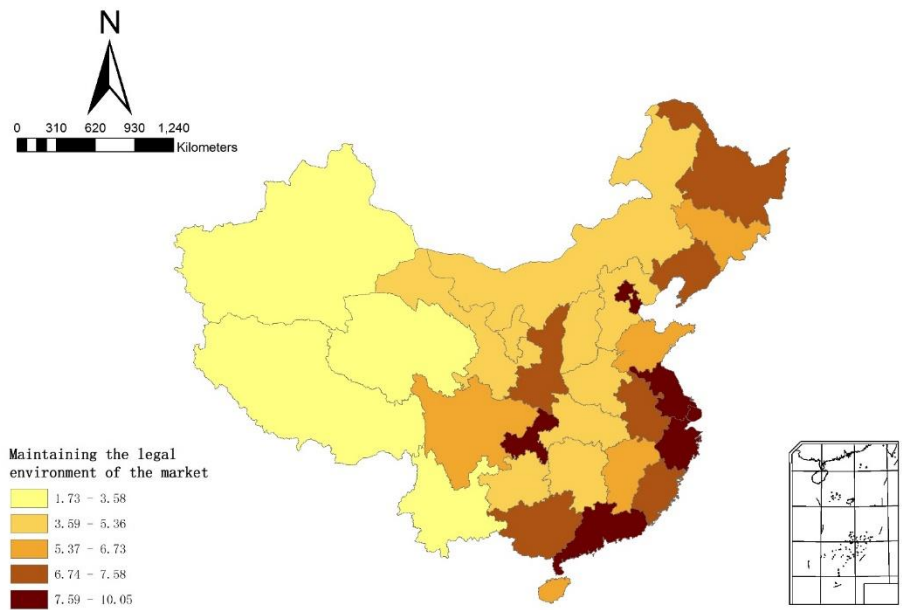 N
0 310 620 930 1,240
Kilometers
Maintaining the legal
environment of the market
1.73 - 3.58
3.59 - 5.36
5.37 - 6.73
6.74 - 7.58
7.59 - 10.05